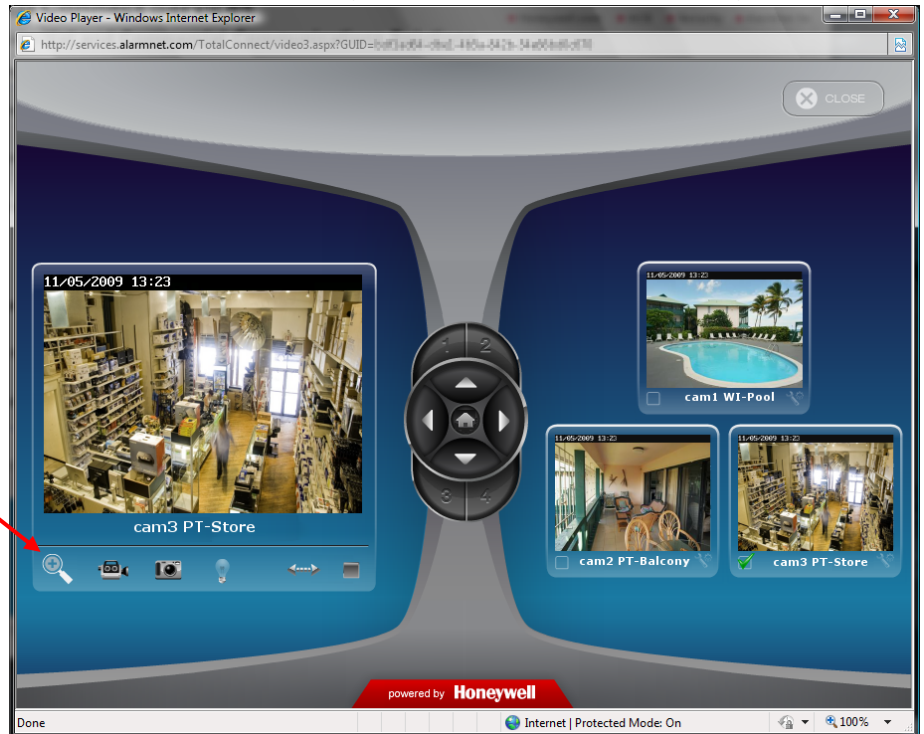 Video Player - Windows Internet Explorer
http://services.alarmnet.com/TotalConnect/video3.aspx?GUID=
CLOSE
11/05/2009 13:23
cam3 PT-Store
1 2
3 4
11/05/2009 13:23
cam1 WI-Pool
11/05/2009 13:23
cam2 PT-Balcony
11/05/2009 13:23
cam3 PT-Store
powered by Honeywell
Done
Internet | Protected Mode: On
100%